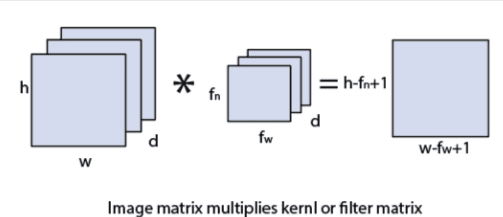 h
w
d
*
fn
fw
d
=
h-fn+1
w-fw+1
Image matrix multiplies kernl or filter matrix